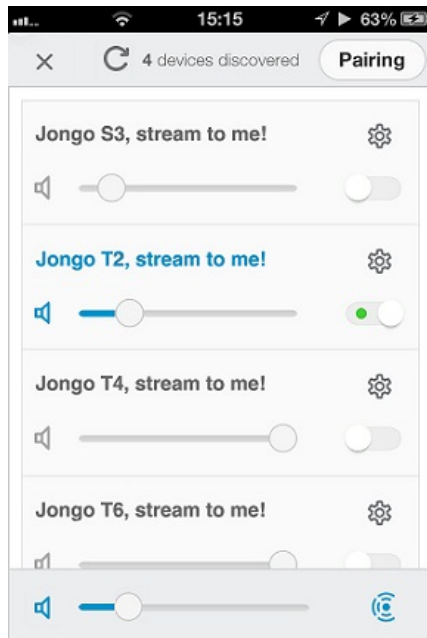 15:15 63%
4 devices discovered Pairing
Jongo S3, stream to me!
Jongo T2, stream to me!
Jongo T4, stream to me!
Jongo T6, stream to me!